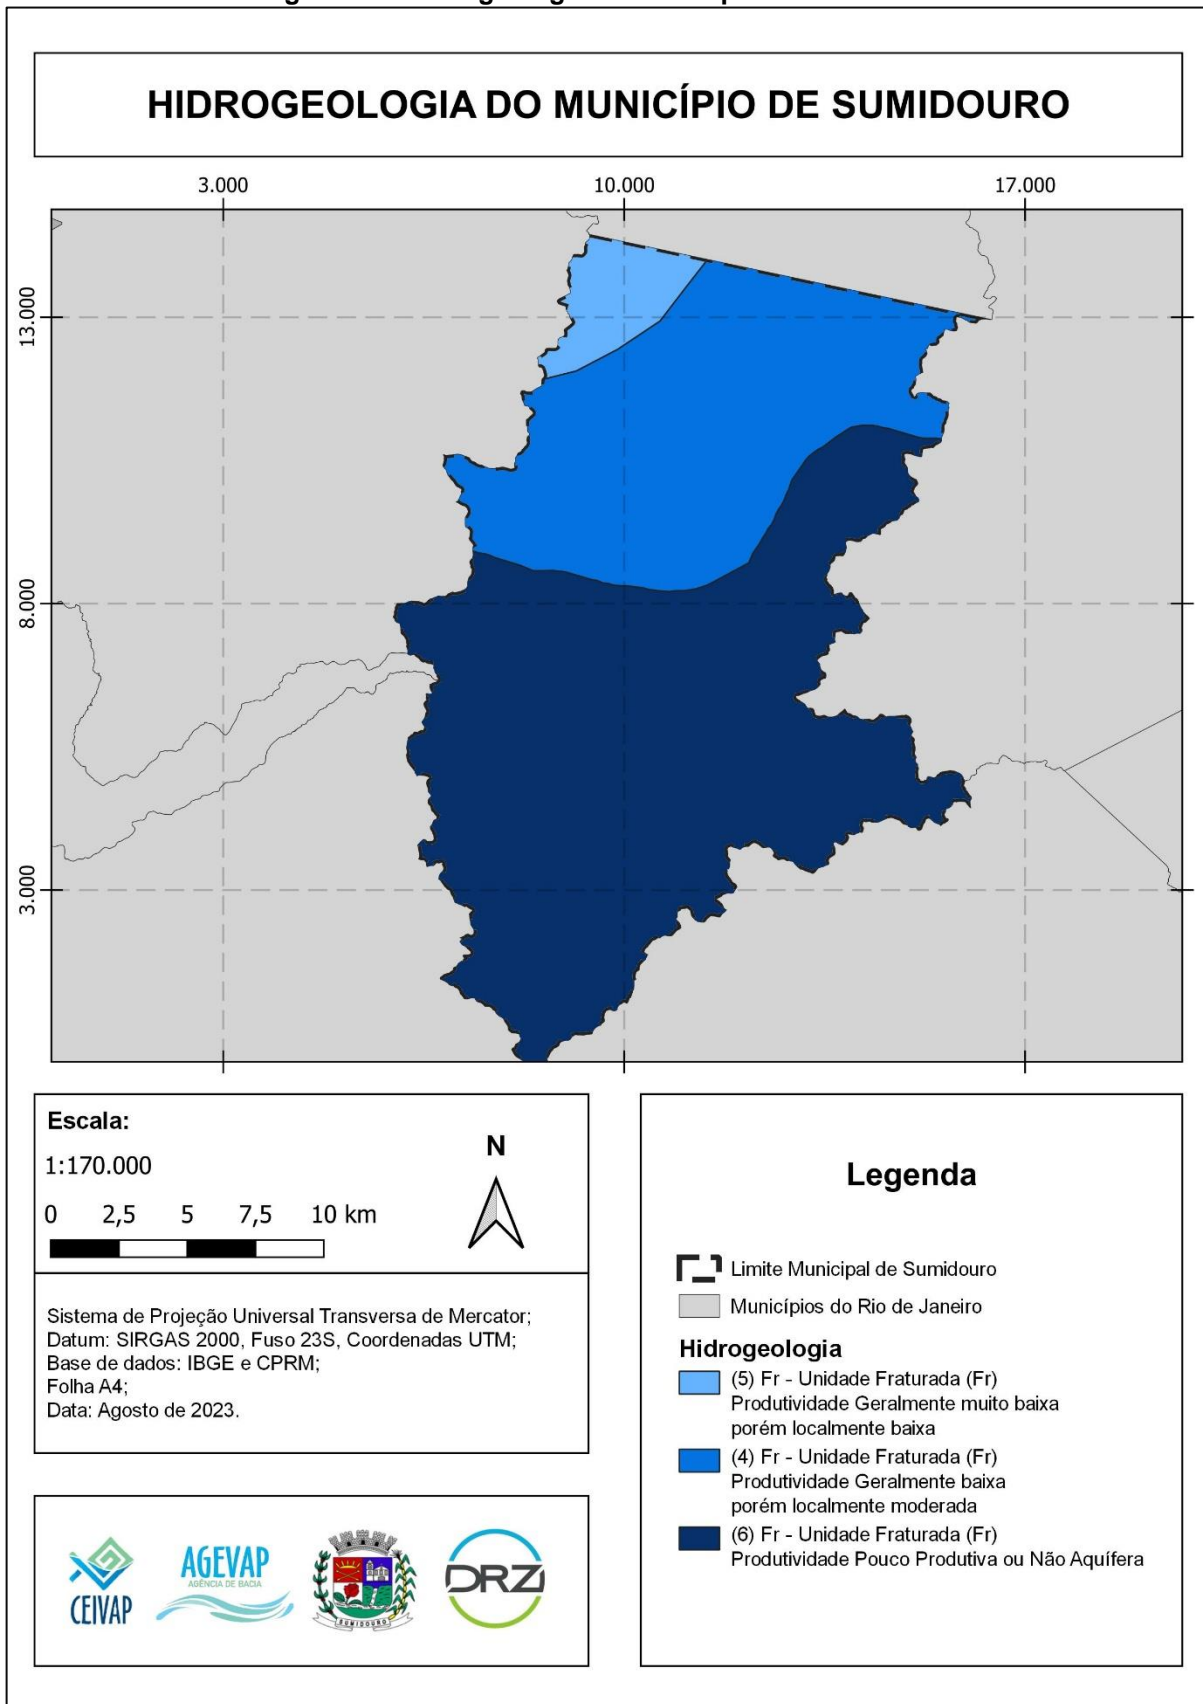 HIDROGEOLOGIA DO MUNICÍPIO DE SUMIDOURO
3.000
10.000
17.000
13.000
8.000
3.000
Escala:
1:170.000
0 2,5 5 7,5 10 km
N
Sistema de Projeção Universal Transversa de Mercator;
Datum: SIRGAS 2000, Fuso 23S, Coordenadas UTM;
Base de dados: IBGE e CPRM;
Folha A4;
Data: Agosto de 2023.
CEIVAP
AGEVAP
AGÊNCIA DE BACIA
SUMIDOURO
DRZ
Legenda
Limite Municipal de Sumidouro
Municípios do Rio de Janeiro
Hidrogeologia
(5) Fr - Unidade Fraturada (Fr)
Produtividade Geralmente muito baixa
porém localmente baixa
(4) Fr - Unidade Fraturada (Fr)
Produtividade Geralmente baixa
porém localmente moderada
(6) Fr - Unidade Fraturada (Fr)
Produtividade Pouco Produtiva ou Não Aquífera